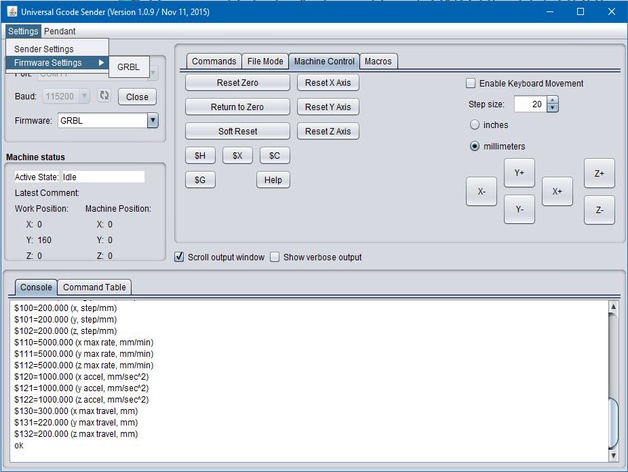 Universal Gcode Sender (Version 1.0.9 / Nov 11, 2015)
Settings Pendant
Sender Settings
Firmware Settings
GRBL
Baud: 115200 Close
Firmware: GRBL
Machine status
Active State: Idle
Latest Comment:
Work Position: Machine Position:
X: 0 X: 0
Y: 160 Y: 0
Z: 0 Z: 0
Commands File Mode Machine Control Macros
Reset Zero Reset X Axis
Return to Zero Reset Y Axis
Soft Reset Reset Z Axis
$H $X $C
$G Help
Enable Keyboard Movement
Step size: 20
inches
millimeters
Y+ Z+
X- X+
Y- Z-
Scroll output window Show verbose output
Console Command Table
$100=200.000 (x, step/mm)
$101=200.000 (y, step/mm)
$102=200.000 (z, step/mm)
$110=5000.000 (x max rate, mm/min)
$111=5000.000 (y max rate, mm/min)
$112=5000.000 (z max rate, mm/min)
$120=1000.000 (x accel, mm/sec^2)
$121=1000.000 (y accel, mm/sec^2)
$122=1000.000 (z accel, mm/sec^2)
$130=300.000 (x max travel, mm)
$131=220.000 (y max travel, mm)
$132=200.000 (z max travel, mm)
ok